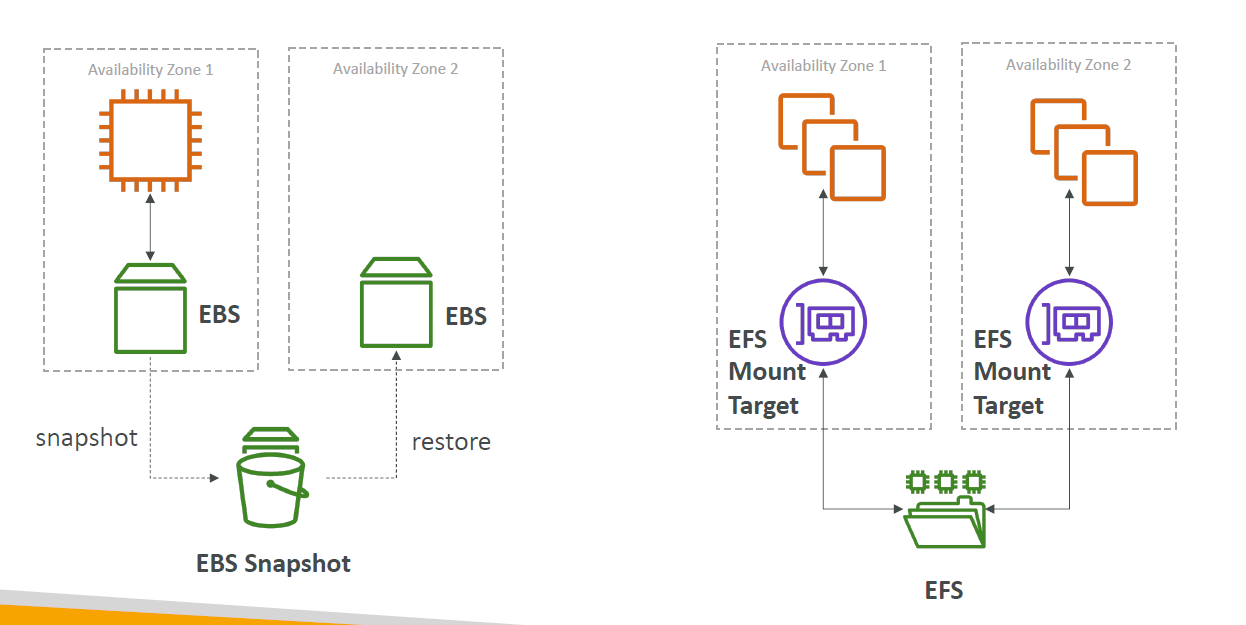 Availability Zone 1
Availability Zone 2
EBS
EBS
snapshot
restore
EBS Snapshot
Availability Zone 1
Availability Zone 2
EFS
Mount
Target
EFS
Mount
Target
EFS